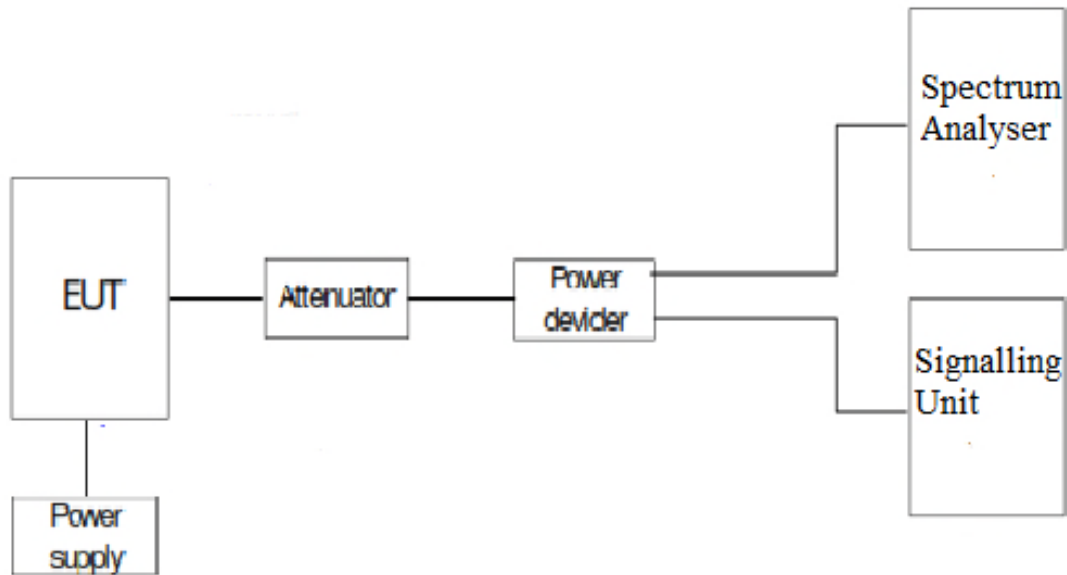 Spectrum
Analyser
EUT
Attenuator
Power
devider
Signalling
Unit
Power
supply